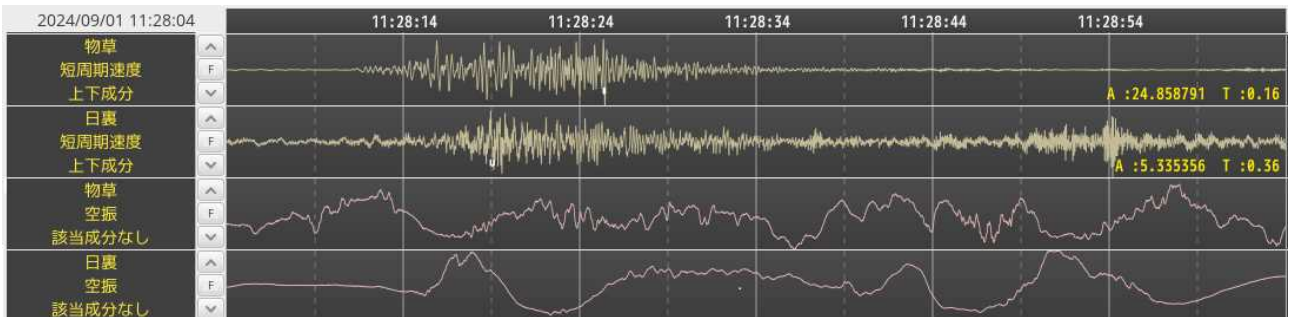 2024/09/01 11:28:04 11:28:14 11:28:24 11:28:34 11:28:44 11:28:54
物草
短周期速度 F
上下成分
A :24.858791 T :0.16
日裏
短周期速度 F
上下成分
A :5.335356 T :0.36
物草
空振 F
該当成分なし
日裏
空振 F
該当成分なし